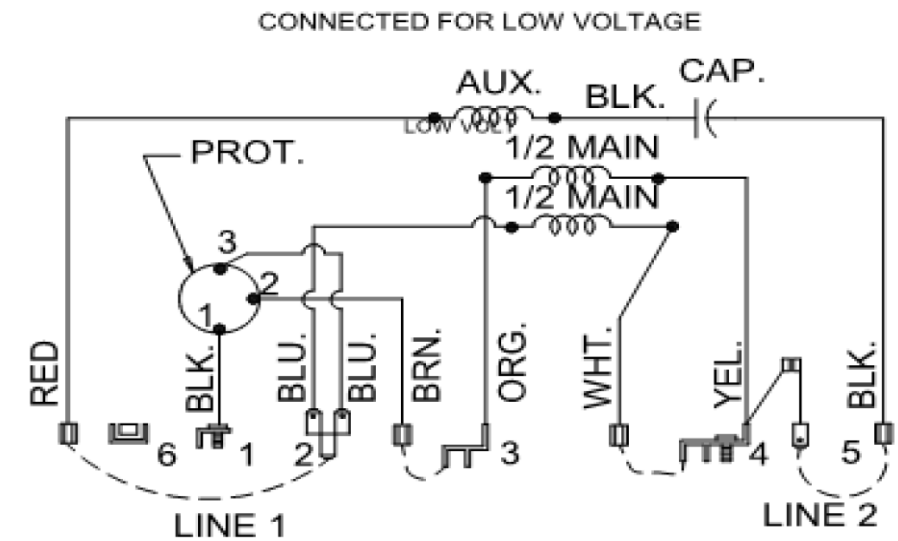 CONNECTED FOR LOW VOLTAGE
CAP.
AUX.
BLK.
LOW VOLT
1/2 MAIN
PROT.
1/2 MAIN
3
2
1
RED
BLK.
BLU.
BLU.
BRN.
ORG.
WHT.
YEL.
BLK.
6
1
2
3
4
5
LINE 1
LINE 2